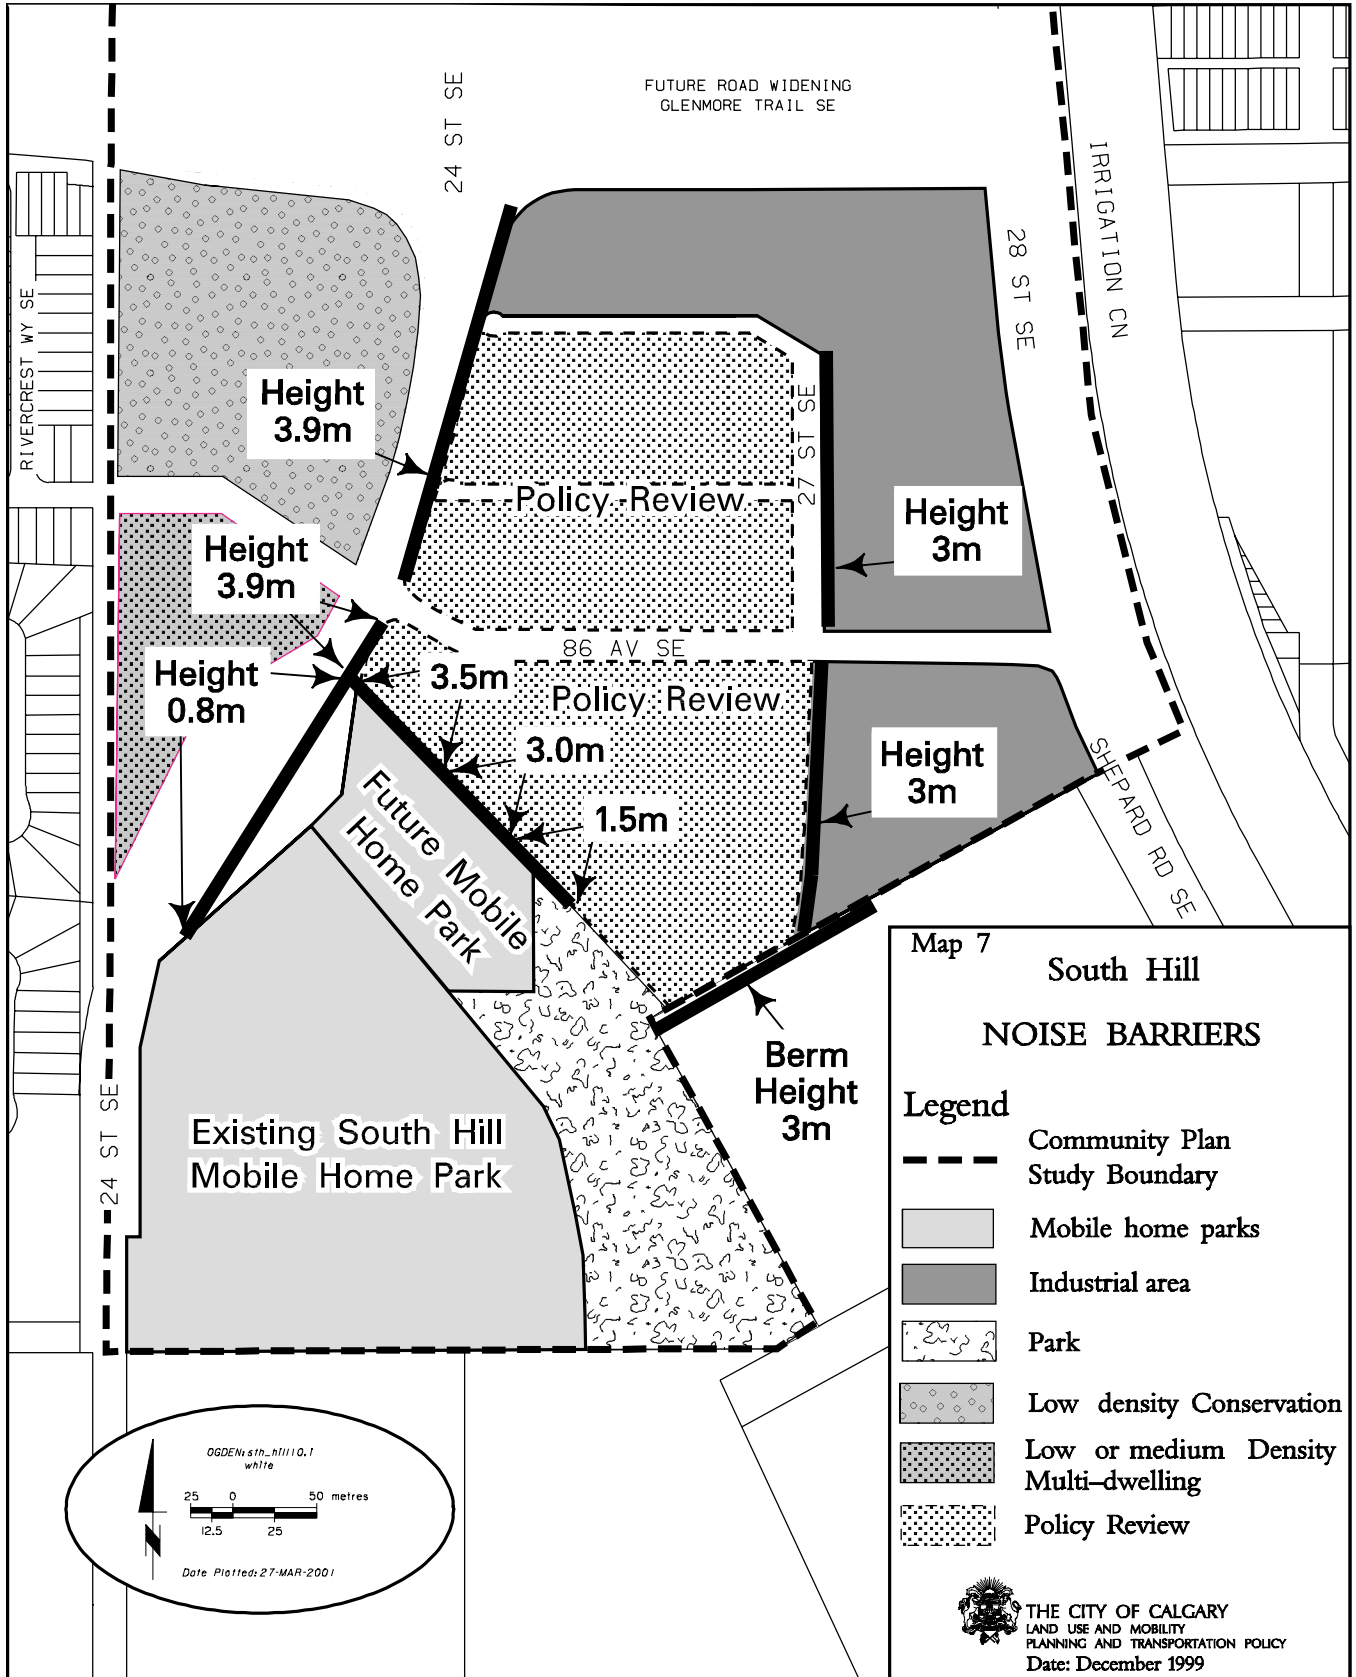 FUTURE ROAD WIDENING
GLENMORE TRAIL SE
24 ST SE
IRRIGATION CN
28 ST SE
RIVERCREST WY SE
Height
3.9m
27 ST SE
Policy Review
Height
3m
Height
3.9m
86 AV SE
Height
0.8m
3.5m
Policy Review
3.0m
Height
3m
SHEPARD RD SE
1.5m
Future Mobile
Home Park
Berm
Height
3m
24 ST SE
Existing South Hill
Mobile Home Park
Map 7
South Hill
NOISE BARRIERS
Legend
Community Plan
Study Boundary
Mobile home parks
Industrial area
Park
Low density Conservation
Low or medium Density
Multi-dwelling
Policy Review
THE CITY OF CALGARY
LAND USE AND MOBILITY
PLANNING AND TRANSPORTATION POLICY
Date: December 1999
OGDEN:sth_hill10.1
white
25 0 50 metres
12.5 25
Date Plotted: 27-MAR-2001